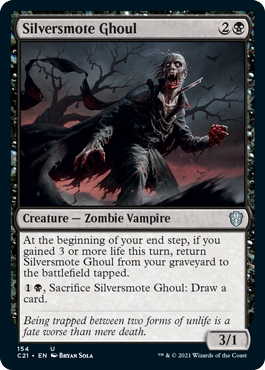 Silversmote Ghoul 2
Creature — Zombie Vampire
At the beginning of your end step, if you
gained 3 or more life this turn, return
Silversmote Ghoul from your graveyard to
the battlefield tapped.
1 , Sacrifice Silversmote Ghoul: Draw a
card.
Being trapped between two forms of unlife is a
fate worse than mere death.
3/1
154 U
C21 • EN BRYAN SOLA
™ & © 2021 Wizards of the Coast